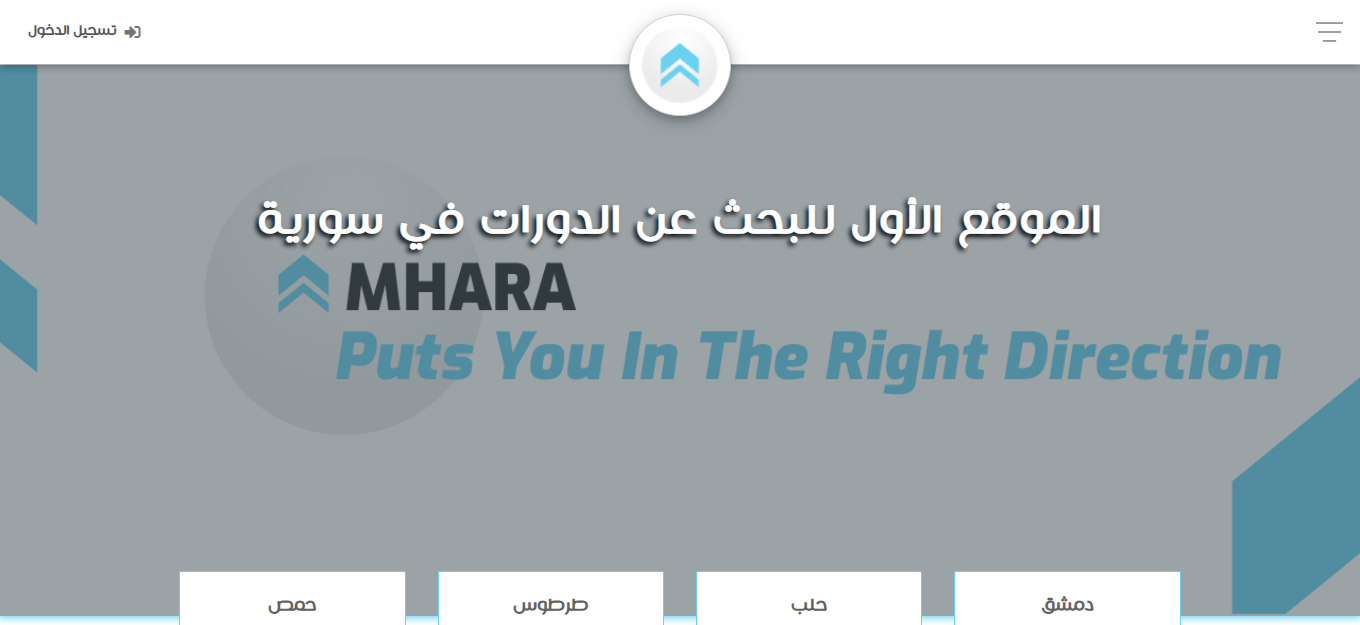 تسجيل الدخول
الموقع الأول للبحث عن الدورات في سورية
MHARA
Puts You In The Right Direction
دمشق
حلب
طرطوس
حمص